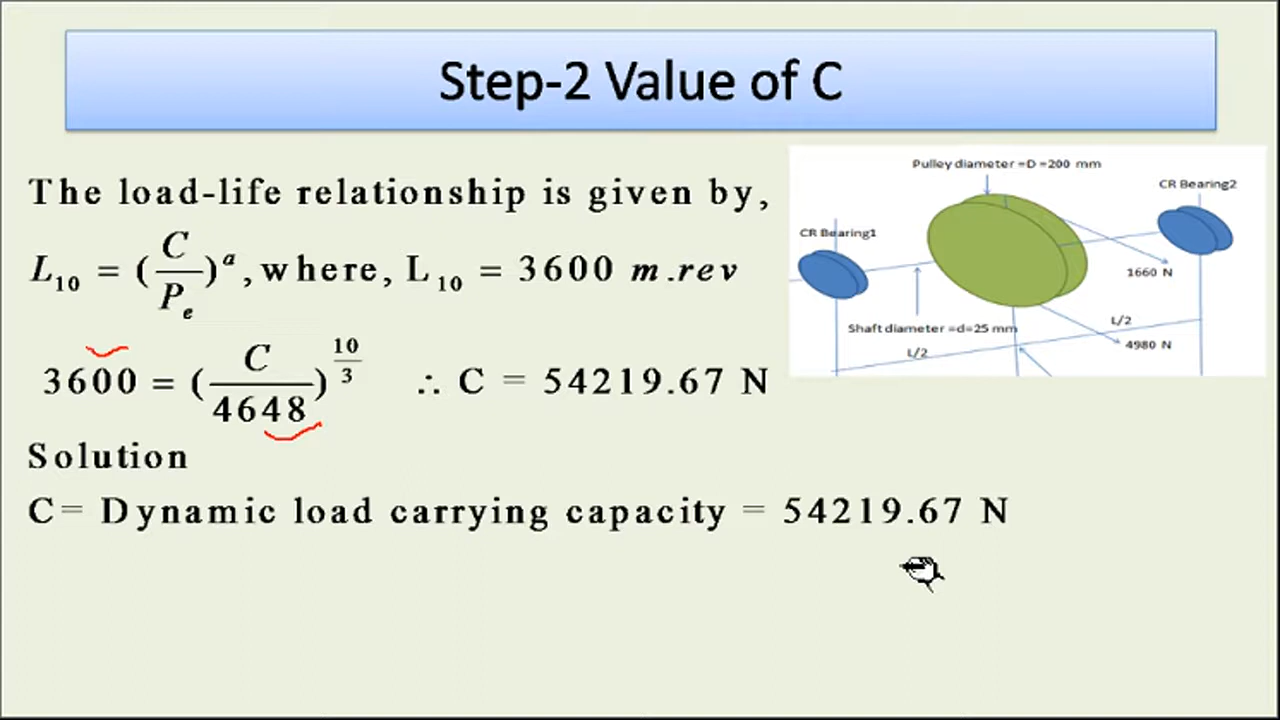 Step-2 Value of C
The load-life relationship is given by,
L₁₀ = (C/Pₑ)ᵃ, where, L₁₀ = 3600 m.rev
3600 = (C/4648)^(10/3) ∴ C = 54219.67 N
Solution
C= Dynamic load carrying capacity = 54219.67 N
Pulley diameter =D =200 mm
CR Bearing2
CR Bearing1
1660 N
Shaft diameter =d=25 mm
L/2
4980 N
L/2